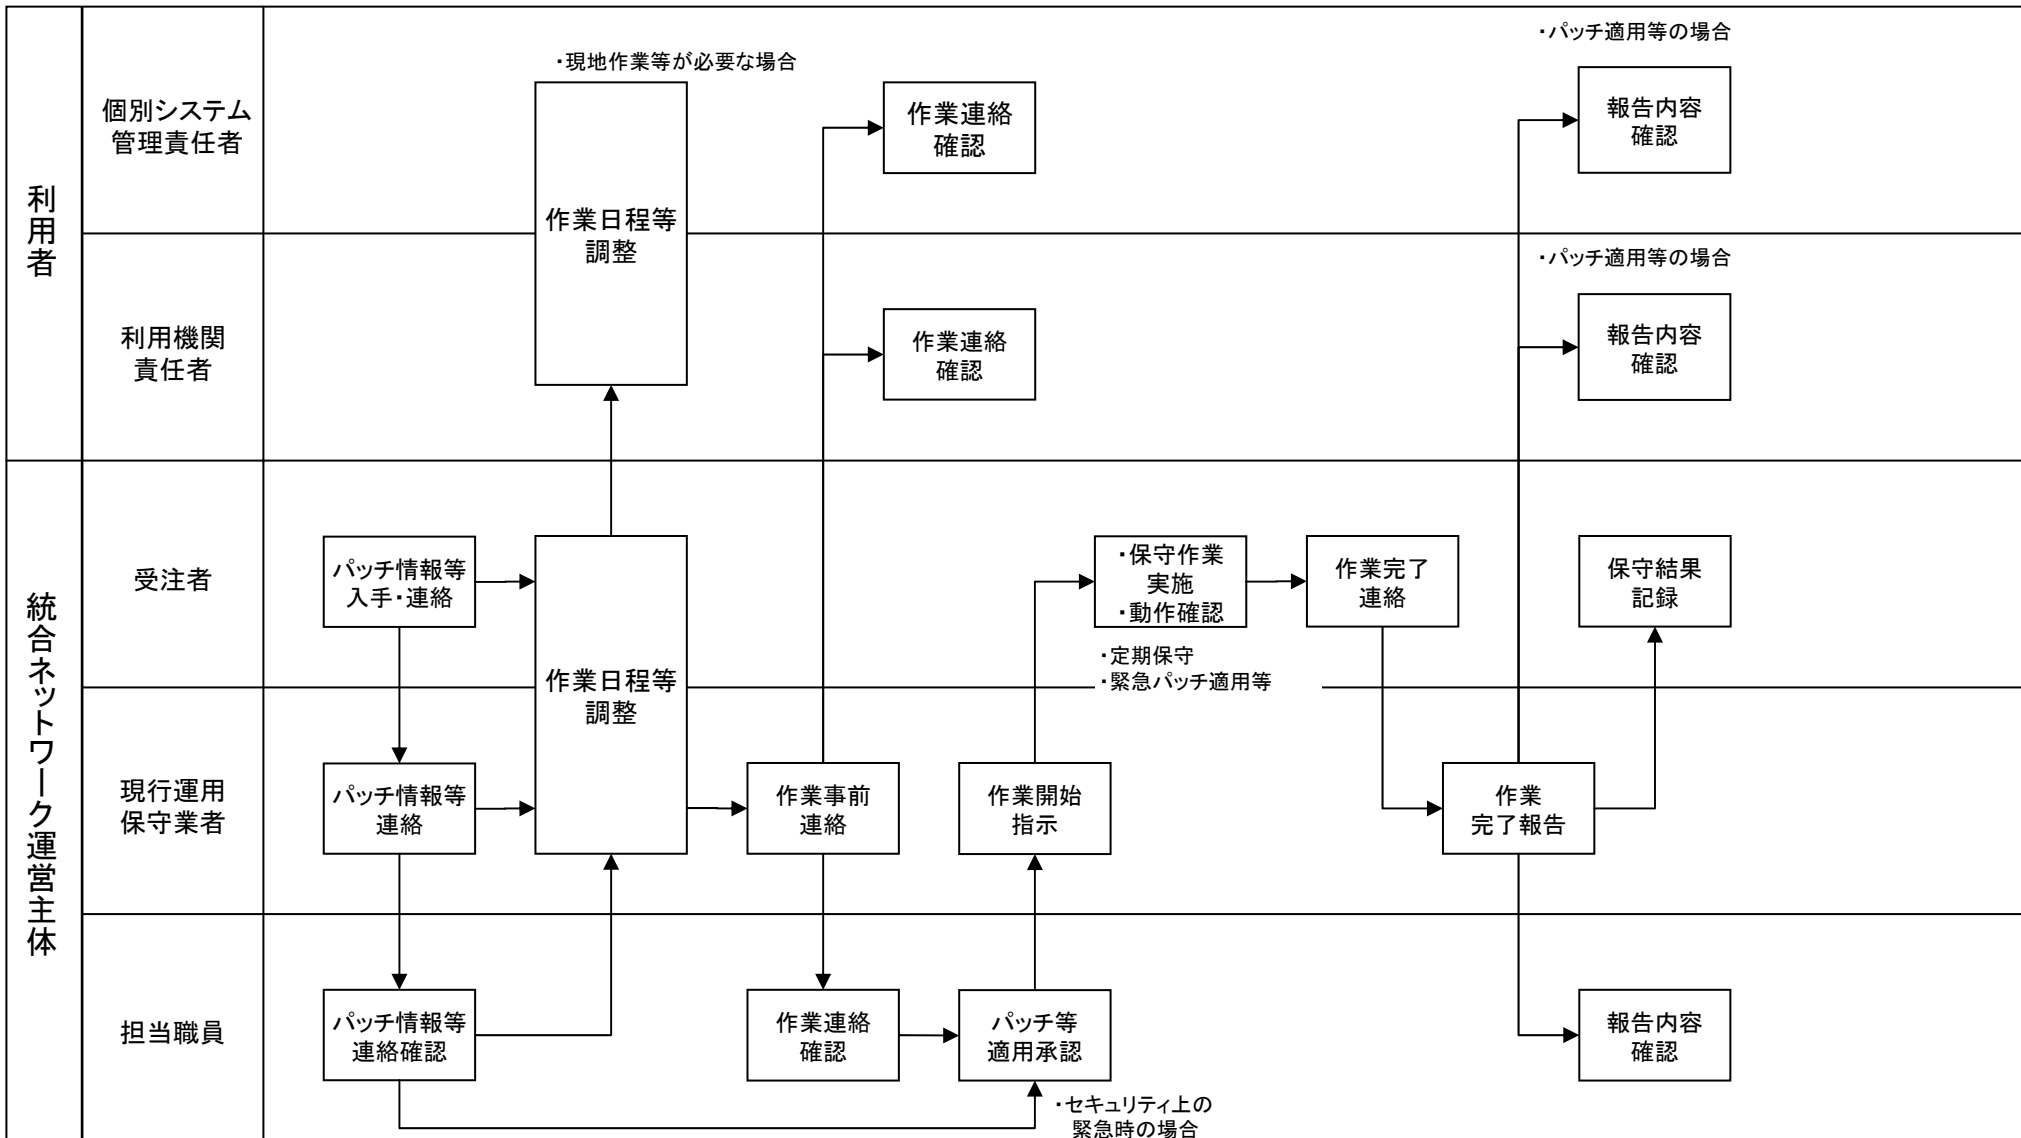 利用者
個別システム
管理責任者
・現地作業等が必要な場合
作業日程等
調整
作業連絡
確認
・パッチ適用等の場合
報告内容
確認
利用機関
責任者
作業連絡
確認
・パッチ適用等の場合
報告内容
確認
統合ネットワーク運営主体
受注者
パッチ情報等
入手・連絡
作業日程等
調整
・保守作業
実施
・動作確認
・定期保守
・緊急パッチ適用等
作業完了
連絡
保守結果
記録
現行運用
保守業者
パッチ情報等
連絡
作業事前
連絡
作業開始
指示
作業
完了報告
担当職員
パッチ情報等
連絡確認
作業連絡
確認
パッチ等
適用承認
・セキュリティ上の
緊急時の場合
報告内容
確認